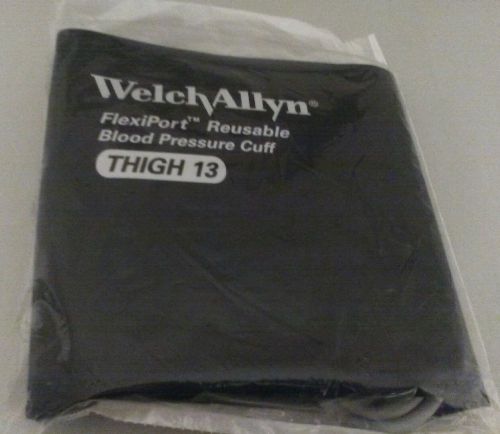 WelchAllyn®
FlexiPort™ Reusable
Blood Pressure Cuff
THIGH 13